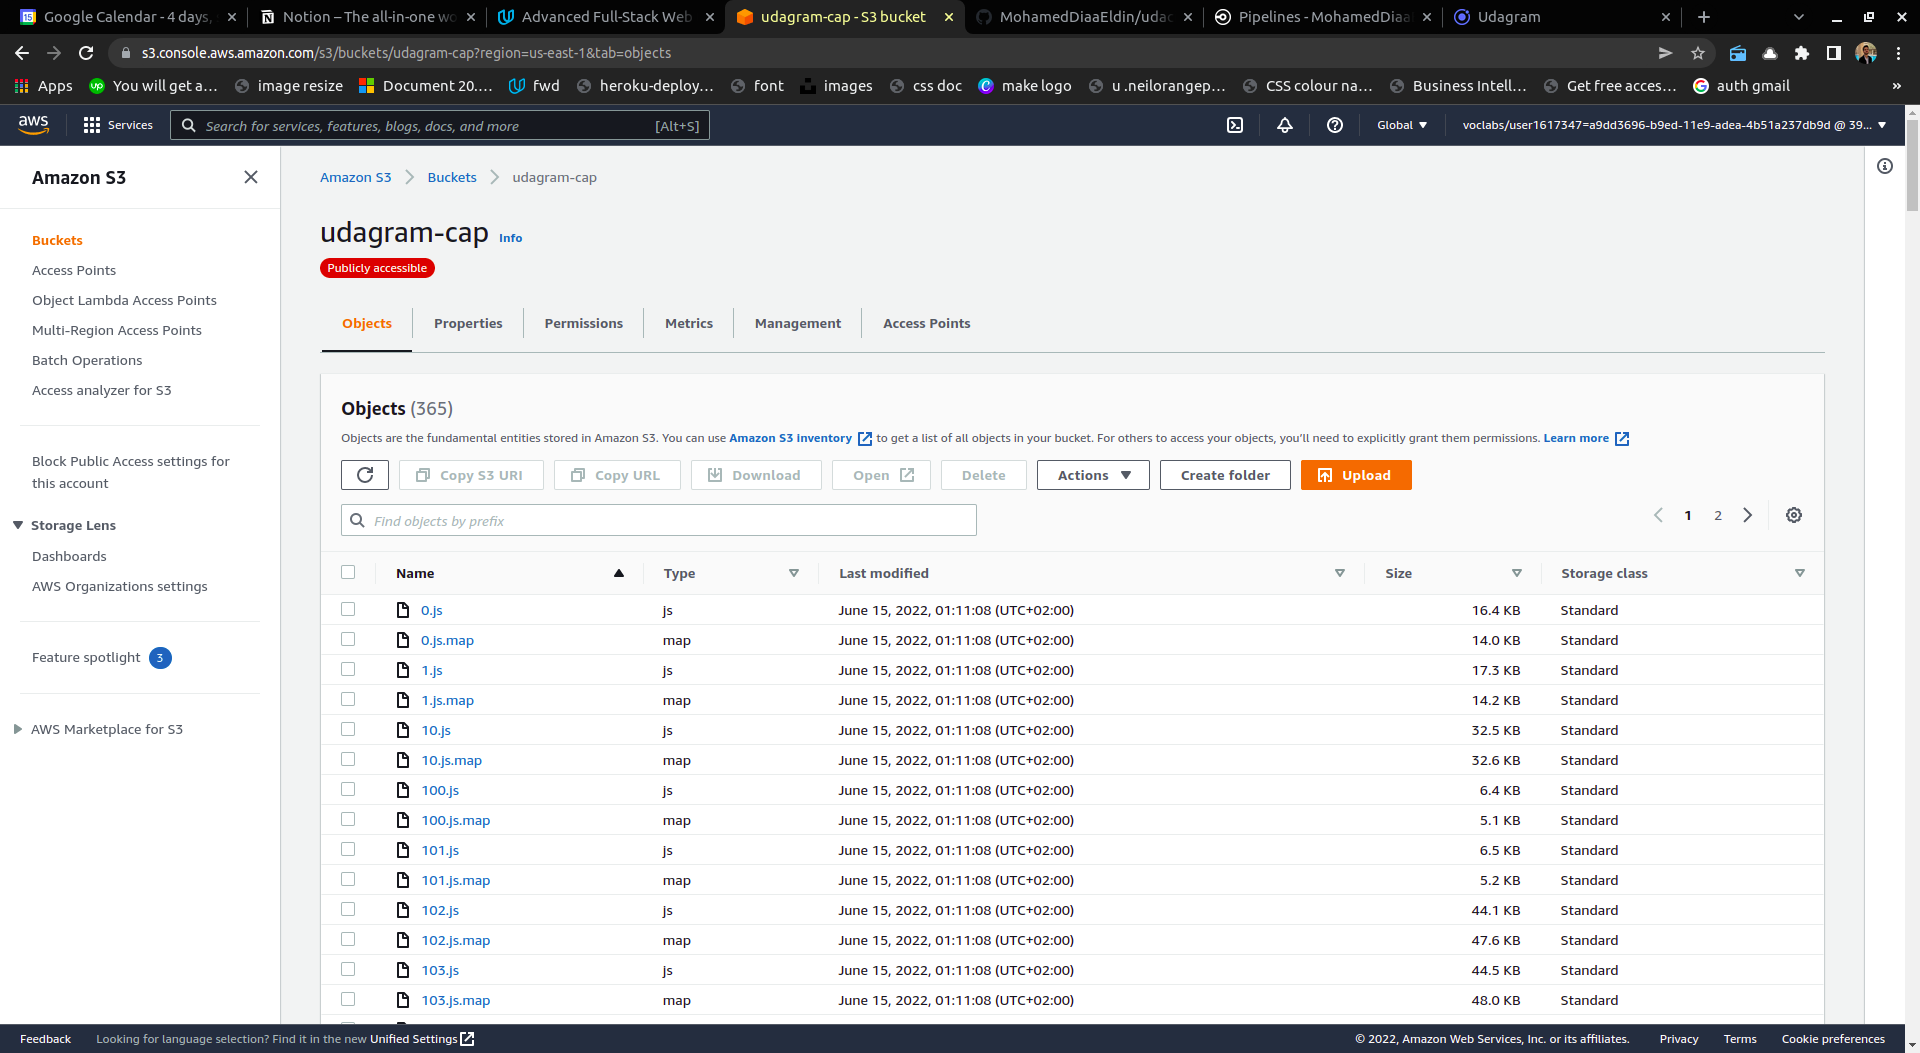 Google Calendar - 4 days,
Notion – The all-in-one wo
Advanced Full-Stack Web
udagram-cap - S3 bucket
MohamedDiaaEldin/udac
Pipelines - MohamedDiaa
Udagram
s3.console.aws.amazon.com/s3/buckets/udagram-cap?region=us-east-1&tab=objects
Apps
You will get a...
image resize
Document 20....
fwd
heroku-deploy...
font
images
css doc
make logo
u .neilorangep...
CSS colour na...
Business Intell...
Get free acces...
auth gmail
»
aws
Services
Search for services, features, blogs, docs, and more
[Alt+S]
Global
voclabs/user1617347=a9dd3696-b9ed-11e9-adea-4b51a237db9d @ 39...
Amazon S3
Buckets
Access Points
Object Lambda Access Points
Multi-Region Access Points
Batch Operations
Access analyzer for S3
Block Public Access settings for
this account
Storage Lens
Dashboards
AWS Organizations settings
Feature spotlight 3
AWS Marketplace for S3
Amazon S3 > Buckets > udagram-cap
udagram-cap Info
Publicly accessible
Objects
Properties
Permissions
Metrics
Management
Access Points
Objects (365)
Objects are the fundamental entities stored in Amazon S3. You can use Amazon S3 inventory to get a list of all objects in your bucket. For others to access your objects, you'll need to explicitly grant them permissions. Learn more
Copy S3 URI
Copy URL
Download
Open
Delete
Actions
Create folder
Upload
Find objects by prefix
1 2
Name Type Last modified Size Storage class
0.js js June 15, 2022, 01:11:08 (UTC+02:00) 16.4 KB Standard
0.js.map map June 15, 2022, 01:11:08 (UTC+02:00) 14.0 KB Standard
1.js js June 15, 2022, 01:11:08 (UTC+02:00) 17.3 KB Standard
1.js.map map June 15, 2022, 01:11:08 (UTC+02:00) 14.2 KB Standard
10.js js June 15, 2022, 01:11:08 (UTC+02:00) 32.5 KB Standard
10.js.map map June 15, 2022, 01:11:08 (UTC+02:00) 32.6 KB Standard
100.js js June 15, 2022, 01:11:08 (UTC+02:00) 6.4 KB Standard
100.js.map map June 15, 2022, 01:11:08 (UTC+02:00) 5.1 KB Standard
101.js js June 15, 2022, 01:11:08 (UTC+02:00) 6.5 KB Standard
101.js.map map June 15, 2022, 01:11:08 (UTC+02:00) 5.2 KB Standard
102.js js June 15, 2022, 01:11:08 (UTC+02:00) 44.1 KB Standard
102.js.map map June 15, 2022, 01:11:08 (UTC+02:00) 47.6 KB Standard
103.js js June 15, 2022, 01:11:08 (UTC+02:00) 44.5 KB Standard
103.js.map map June 15, 2022, 01:11:08 (UTC+02:00) 48.0 KB Standard
Feedback
Looking for language selection? Find it in the new Unified Settings
© 2022, Amazon Web Services, Inc. or its affiliates.
Privacy
Terms
Cookie preferences